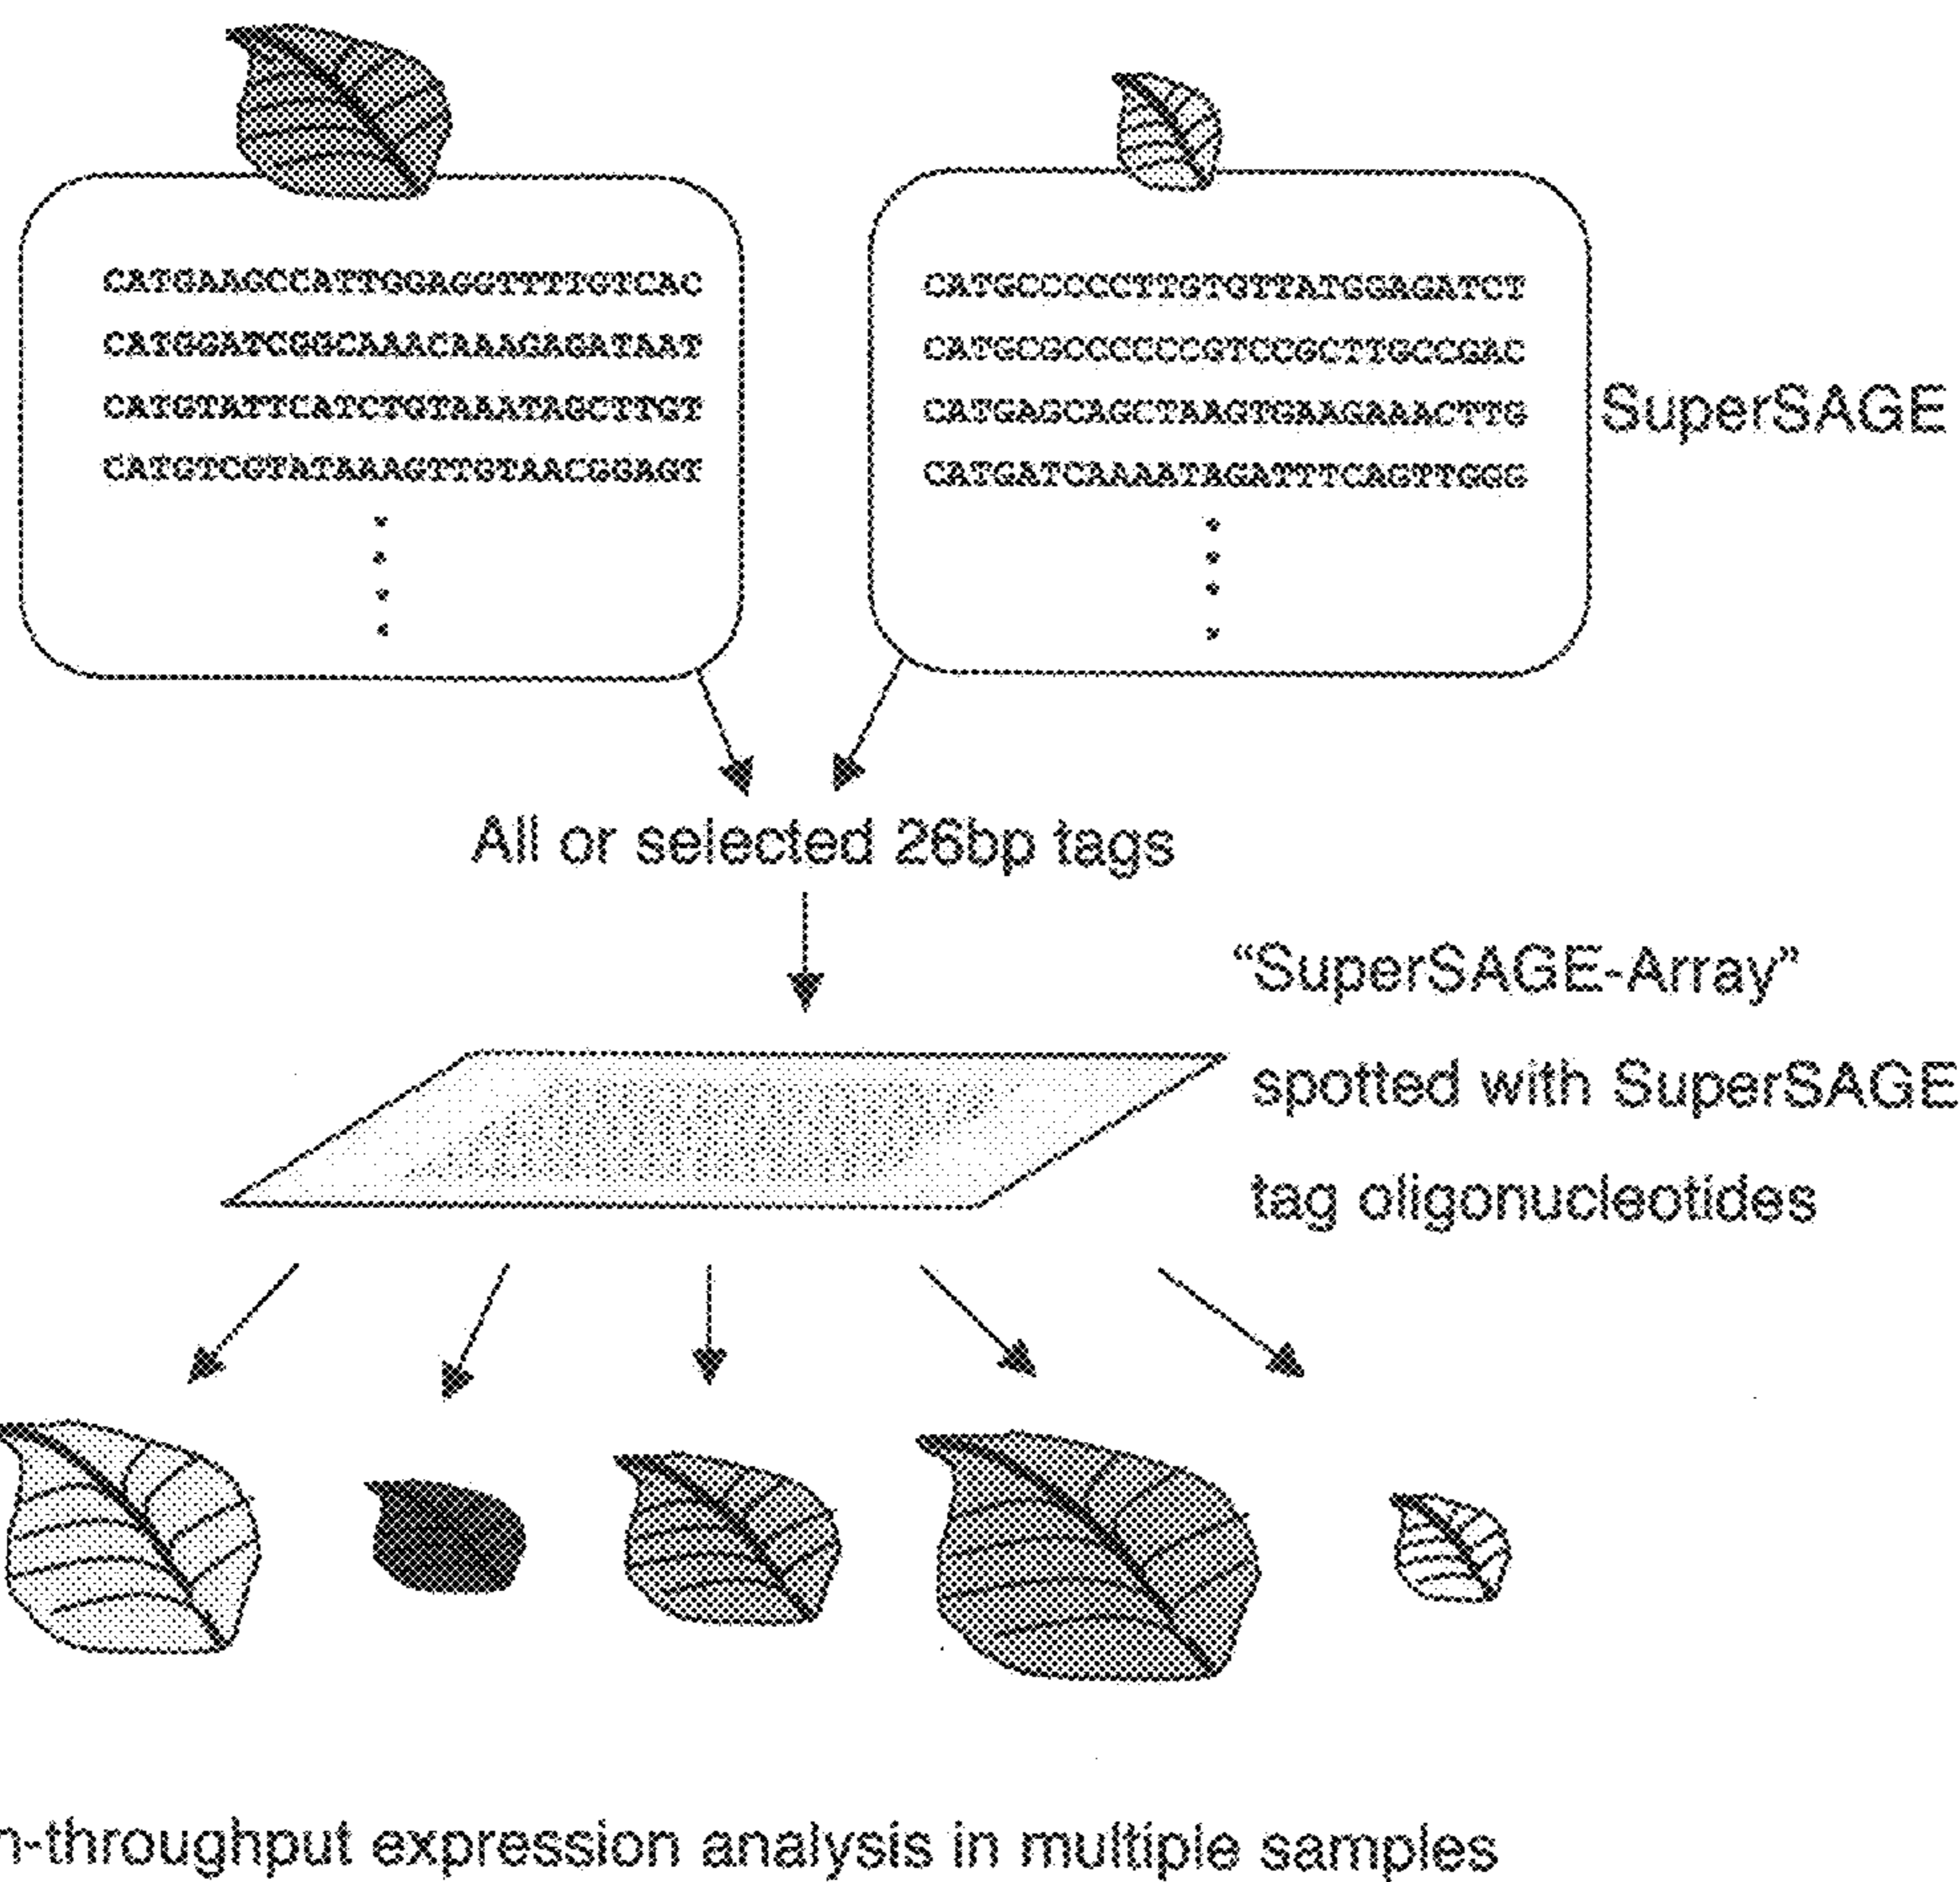 CATGAAGCCATTGGAGGTTTTGTCAC
CATGGATCGGCAAACAAAGAGATAAT
CATGTATTCATCTGTAAATAGCTTGT
CATGTCGTATAAAGTTGTAACGGAGT
CATGCCCCCTTGTGTTATGGAGATCT
CATGCGCCCCCCGTCCGCTTGCCGAC
CATGAGCAGCTAAGTGAAGAAACTTG
CATGATCAAAATAGATTTCAGTTGGG
SuperSAGE
All or selected 26bp tags
“SuperSAGE-Array”
spotted with SuperSAGE
tag oligonucleotides
-throughput expression analysis in multiple samples